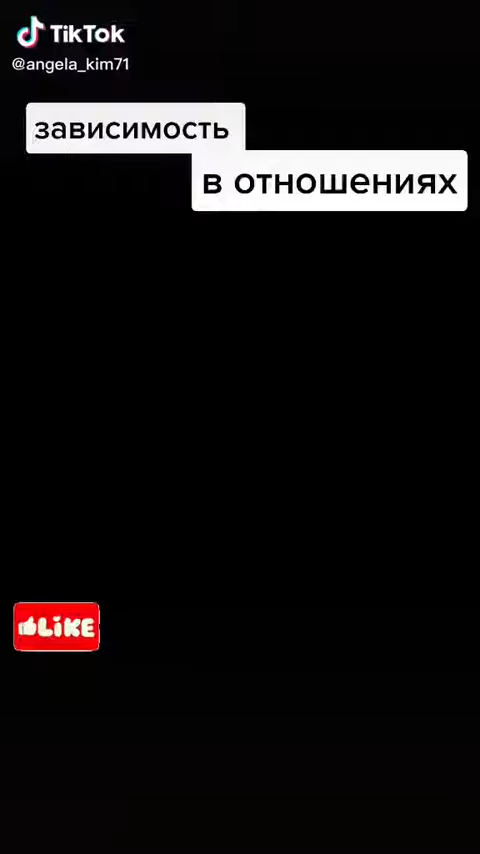 TikTok
@angela_kim71
зависимость
в отношениях
LiKE